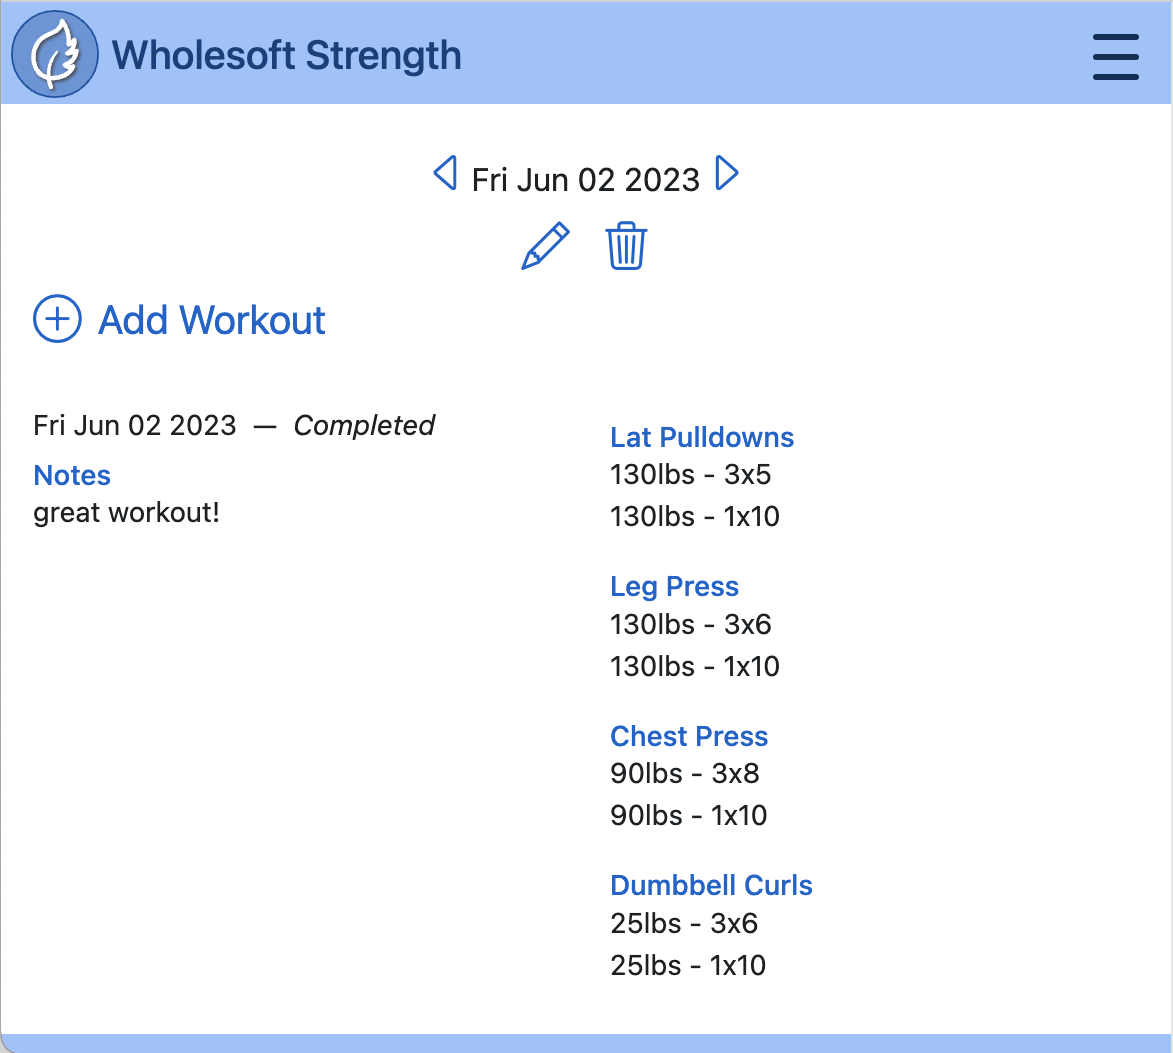 Wholesoft Strength
Fri Jun 02 2023
Add Workout
Fri Jun 02 2023 — Completed
Notes
great workout!
Lat Pulldowns
130lbs - 3x5
130lbs - 1x10
Leg Press
130lbs - 3x6
130lbs - 1x10
Chest Press
90lbs - 3x8
90lbs - 1x10
Dumbbell Curls
25lbs - 3x6
25lbs - 1x10